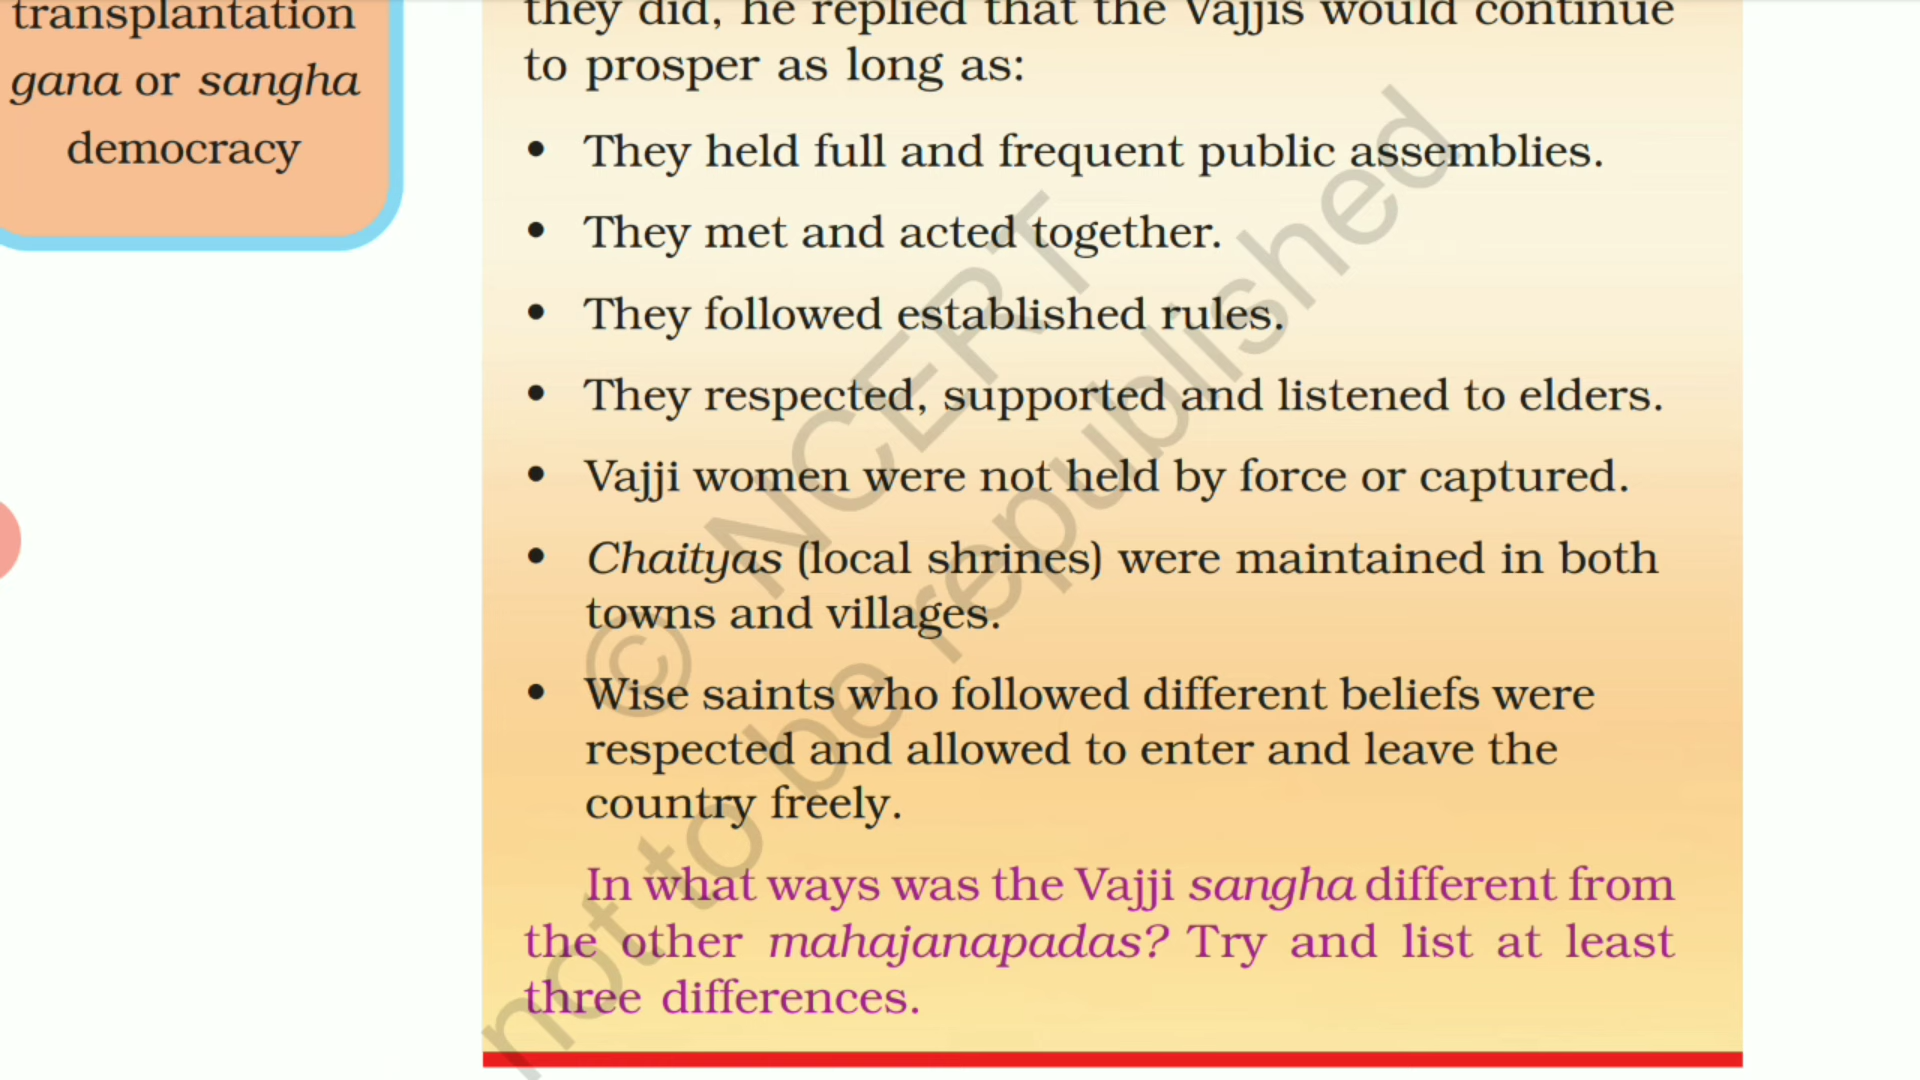 transplantation
gana or sangha
democracy
they did, he replied that the Vajjis would continue
to prosper as long as:
• They held full and frequent public assemblies.
• They met and acted together.
• They followed established rules.
• They respected, supported and listened to elders.
• Vajji women were not held by force or captured.
• Chaityas (local shrines) were maintained in both
towns and villages.
• Wise saints who followed different beliefs were
respected and allowed to enter and leave the
country freely.
In what ways was the Vajji sangha different from
the other mahajanapadas? Try and list at least
three differences.
© NCERT
not to be republished